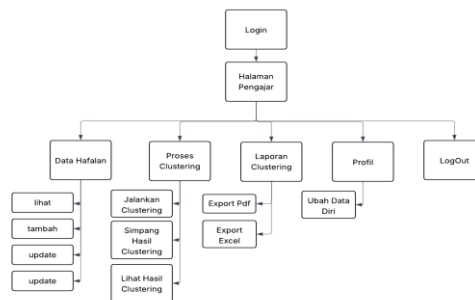 Login
Halaman
Pengajar
Data Hafalan
Proses
Clustering
Laporan
Clustering
Profil
LogOut
lihat
tambah
update
update
Jalankan
Clustering
Simpang
Hasil
Clustering
Lihat Hasil
Clustering
Export Pdf
Export
Excel
Ubah Data
Diri